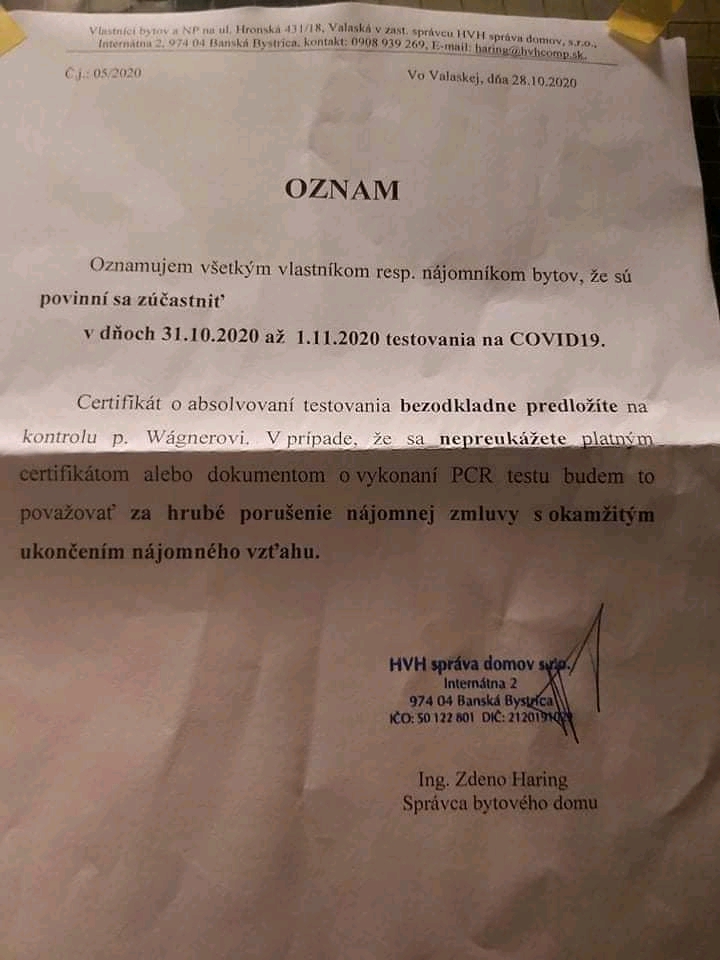 Vlastníci bytov a NP na ul. Hronská 431/18, Valaská v zast. správcu HVH správa domov, s.r.o.,
Internátna 2, 974 04 Banská Bystrica, kontakt: 0908 939 269, E-mail: haring@hvhcomp.sk,
Č.j.: 05/2020 Vo Valaskej, dňa 28.10.2020
OZNAM
Oznamujem všetkým vlastníkom resp. nájomníkom bytov, že sú
povinní sa zúčastniť
v dňoch 31.10.2020 až 1.11.2020 testovania na COVID19.
Certifikát o absolvovaní testovania bezodkladne predložíte na
kontrolu p. Wágnerovi. V prípade, že sa nepreukážete platným
certifikátom alebo dokumentom o vykonaní PCR testu budem to
považovať za hrubé porušenie nájomnej zmluvy s okamžitým
ukončením nájomného vzťahu.
HVH správa domov s.r.o.
Internátna 2
974 04 Banská Bystrica
IČO: 50 122 801 DIČ:
Ing. Zdeno Haring
Správca bytového domu